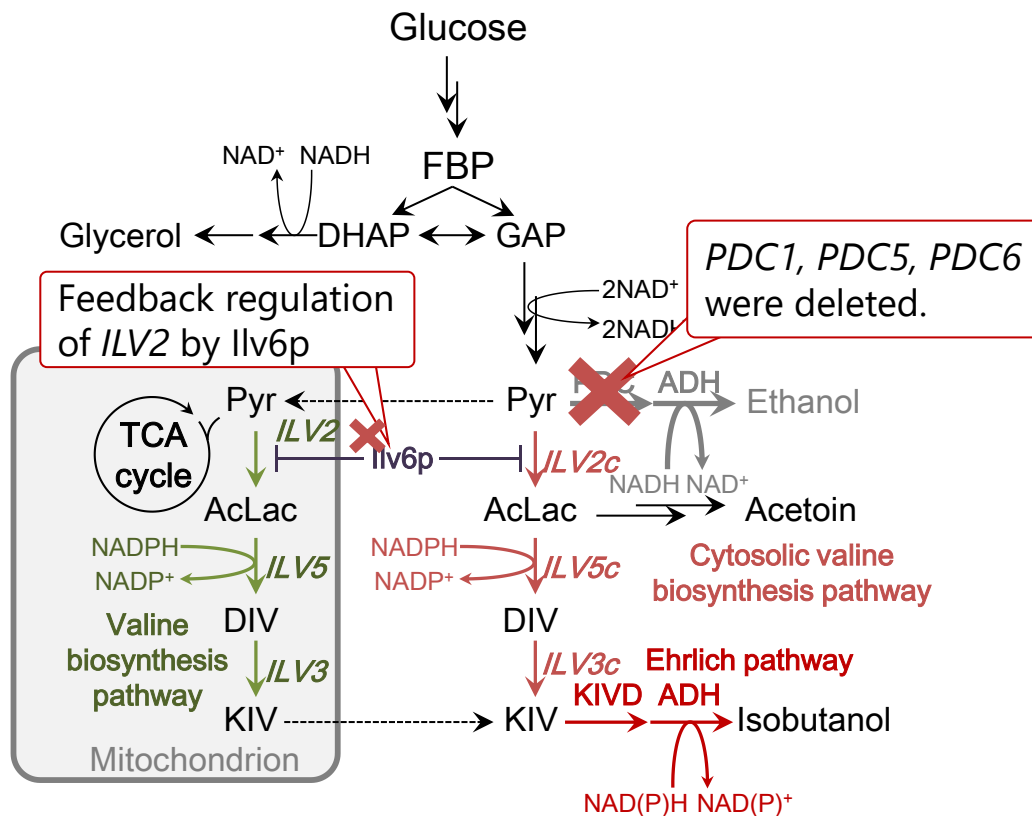 Glucose
NAD⁺ NADH
FBP
Glycerol
DHAP
GAP
PDC1, PDC5, PDC6
were deleted.
2NAD⁺
2NADH
Feedback regulation
of ILV2 by Ilv6p
Pyr
Pyr
PDC
ADH
Ethanol
TCA
cycle
ILV2
Ilv6p
ILV2c
NADH NAD⁺
AcLac
AcLac
Acetoin
NADPH
NADP⁺
ILV5
NADPH
NADP⁺
ILV5c
Cytosolic valine
biosynthesis pathway
DIV
DIV
Valine
biosynthesis
pathway
ILV3
ILV3c
Ehrlich pathway
KIVD ADH
KIV
KIV
Isobutanol
Mitochondrion
NAD(P)H NAD(P)⁺